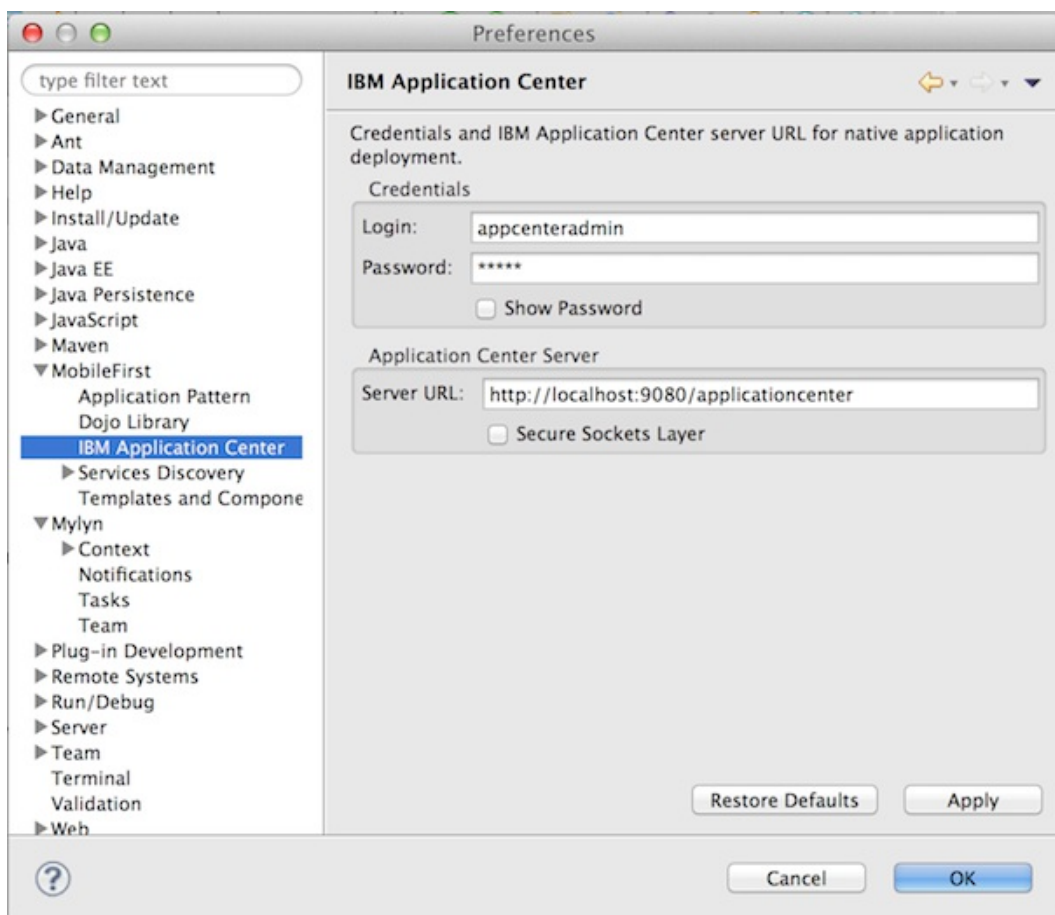 Preferences
type filter text
General
Ant
Data Management
Help
Install/Update
Java
Java EE
Java Persistence
JavaScript
Maven
MobileFirst
Application Pattern
Dojo Library
IBM Application Center
Services Discovery
Templates and Compone
Mylyn
Context
Notifications
Tasks
Team
Plug-in Development
Remote Systems
Run/Debug
Server
Team
Terminal
Validation
Web
IBM Application Center
Credentials and IBM Application Center server URL for native application
deployment.
Credentials
Login: appcenteradmin
Password: *****
Show Password
Application Center Server
Server URL: http://localhost:9080/applicationcenter
Secure Sockets Layer
Restore Defaults Apply
? Cancel OK